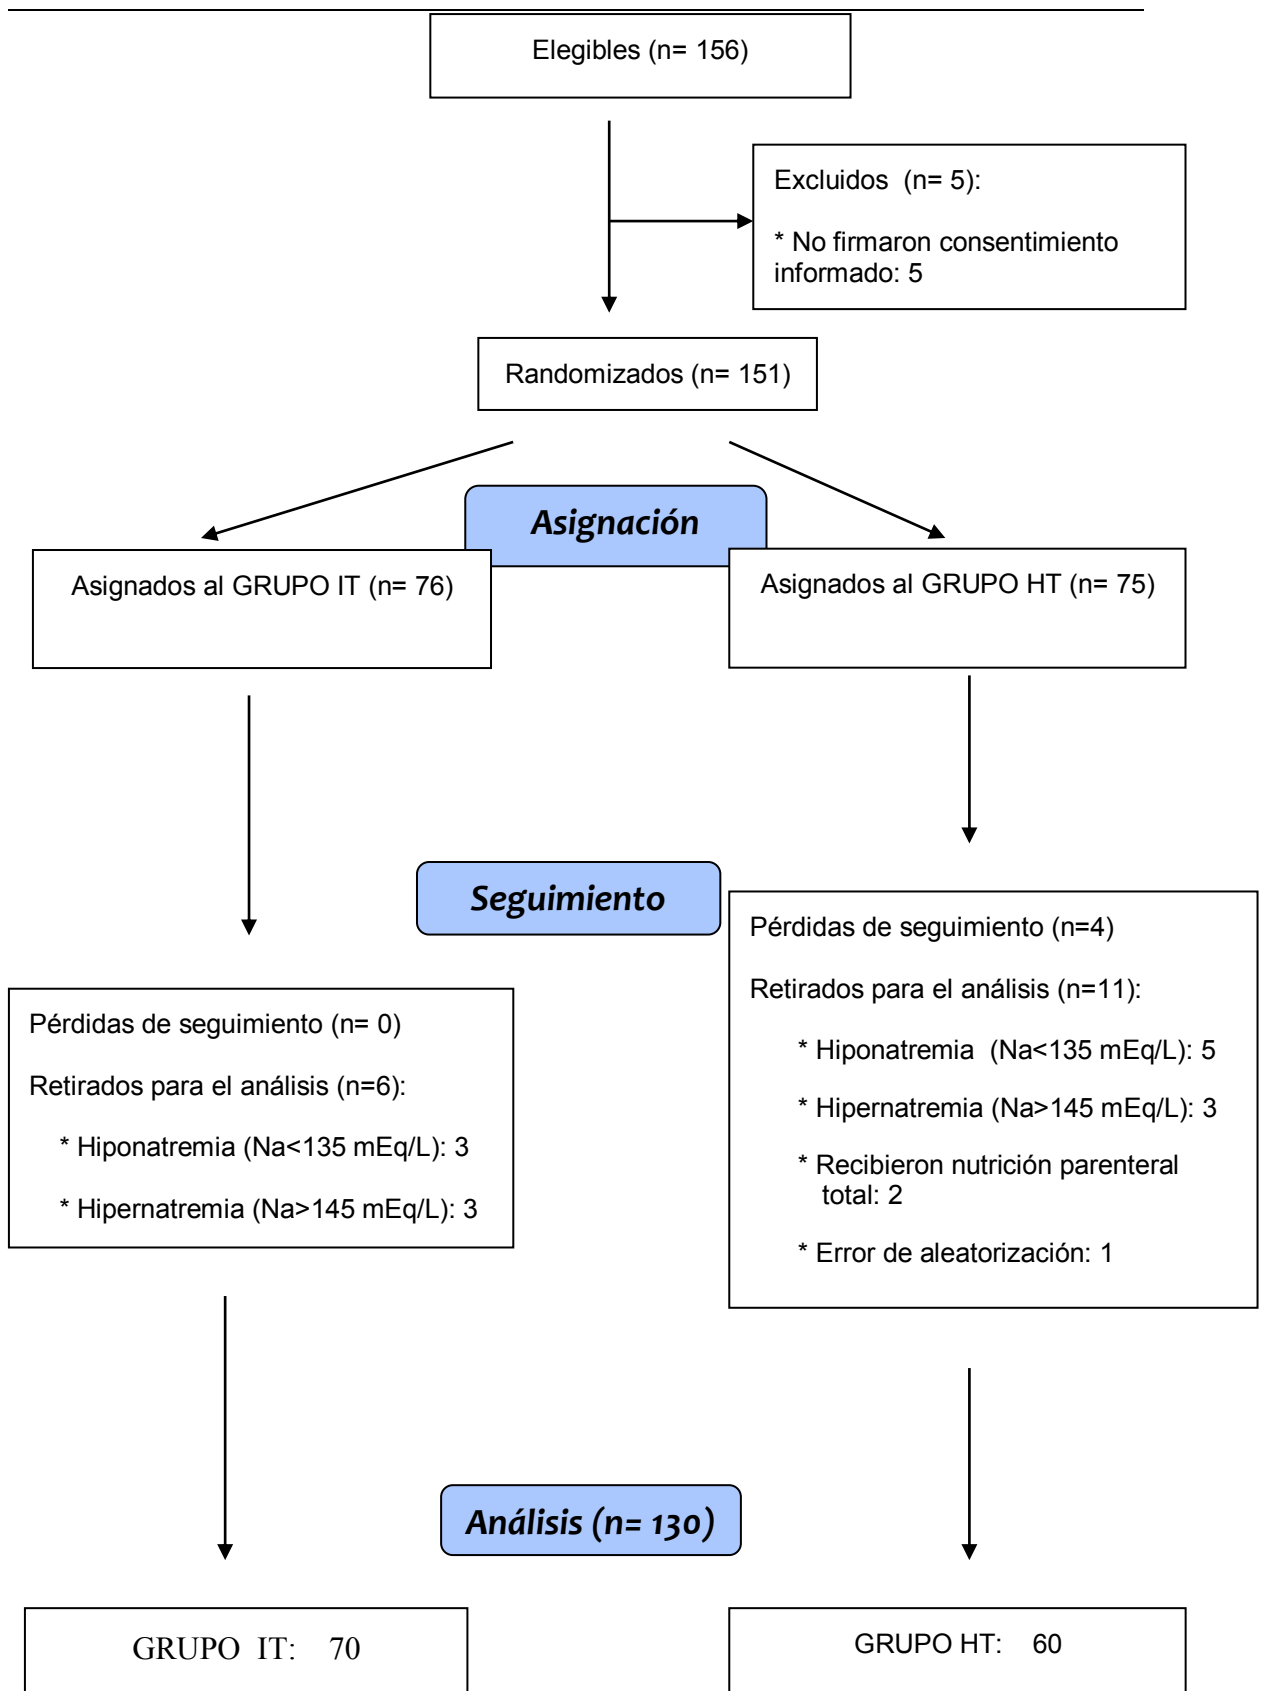 Elegibles (n= 156)
Excluidos  (n= 5):
* No firmaron consentimiento
informado: 5
Randomizados (n= 151)
Asignación
Asignados al GRUPO IT (n= 76)
Asignados al GRUPO HT (n= 75)
Seguimiento
Pérdidas de seguimiento (n= 0)
Retirados para el análisis (n=6):
* Hiponatremia (Na<135 mEq/L): 3
* Hipernatremia (Na>145 mEq/L): 3
Pérdidas de seguimiento (n=4)
Retirados para el análisis (n=11):
* Hiponatremia  (Na<135 mEq/L): 5
* Hipernatremia (Na>145 mEq/L): 3
* Recibieron nutrición parenteral
total: 2
* Error de aleatorización: 1
Análisis (n= 130)
GRUPO  IT:   70
GRUPO HT:   60